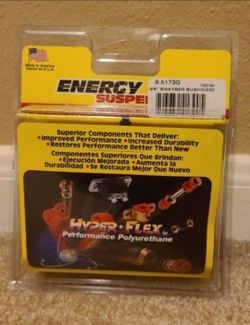 Made in America
ENERGY
SUSPE
9.5173G
SWAYBAR BUSHINGS
Superior Components That Deliver:
• Improved Performance • Increased Durability
• Restores Performance Better Than New
Componentes Superiores Que Brindan:
• Ejecución Mejorada • Aumenta la
Durabilidad • Se Restaura Mejor Que Nuevo
HYPER•FLEX
Performance Polyurethane